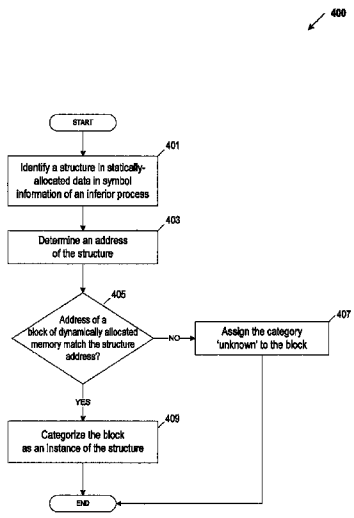 400
START
401
Identify a structure in statically-
allocated data in symbol
information of an inferior process
403
Determine an address
of the structure
405
Address of a
block of dynamically allocated
memory match the structure
address?
NO
407
Assign the category
'unknown' to the block
YES
409
Categorize the block
as an instance of the structure
END